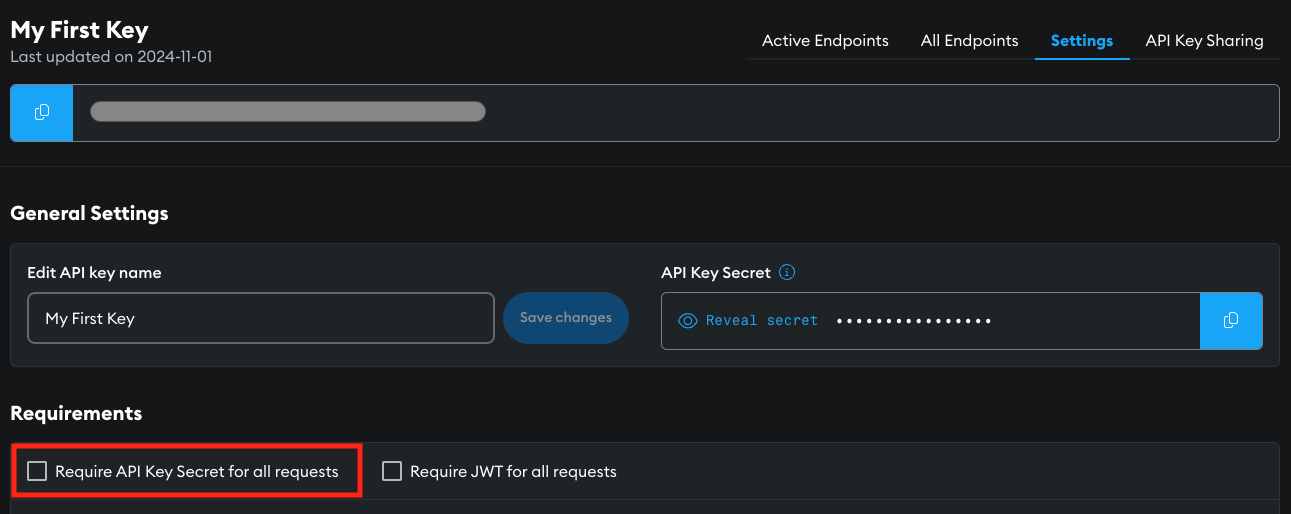 My First Key
Last updated on 2024-11-01
Active Endpoints
All Endpoints
Settings
API Key Sharing
General Settings
Edit API key name
My First Key
Save changes
API Key Secret
Reveal secret ••••••••••••••••
Requirements
Require API Key Secret for all requests
Require JWT for all requests